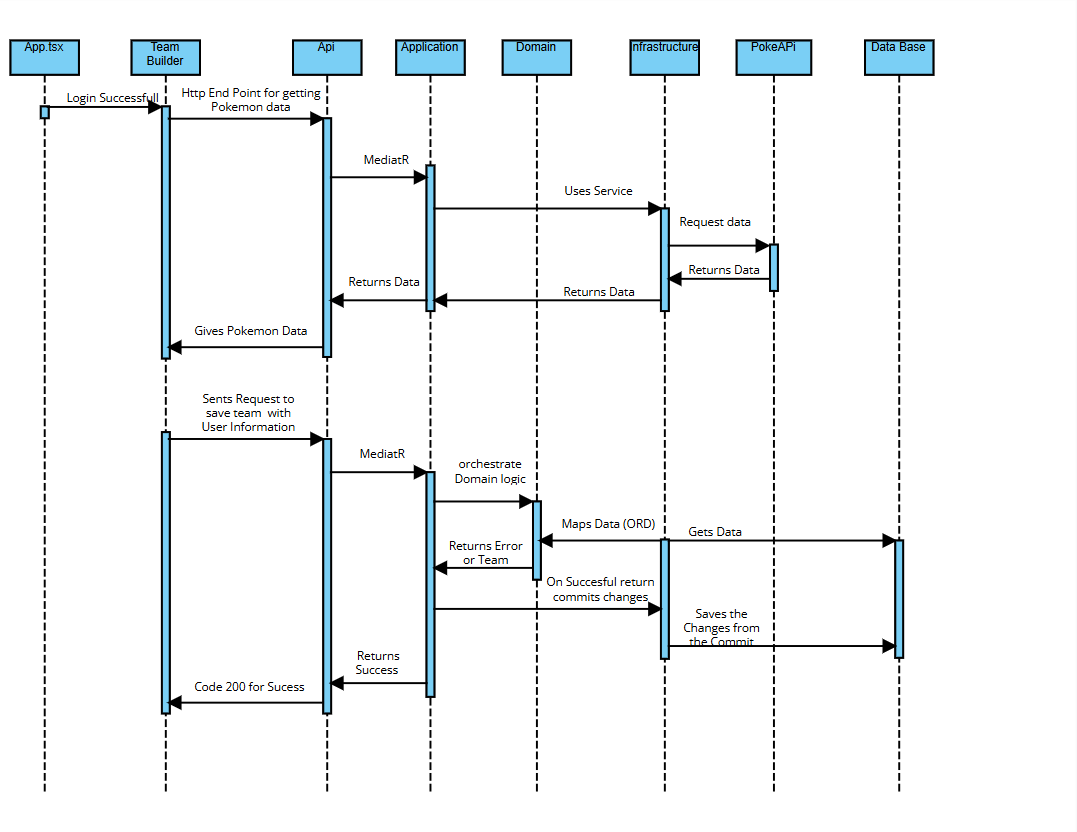 App.tsx
Team
Builder
Api
Application
Domain
nfrastructure
PokeAPi
Data Base
Login Successfull
Http End Point for getting
Pokemon data
MediatR
Uses Service
Request data
Returns Data
Returns Data
Returns Data
Gives Pokemon Data
Sents Request to
save team with
User Information
MediatR
orchestrate
Domain logic
Maps Data (ORD)
Gets Data
Returns Error
or Team
On Succesful return
commits changes
Saves the
Changes from
the Commit
Returns
Success
Code 200 for Sucess